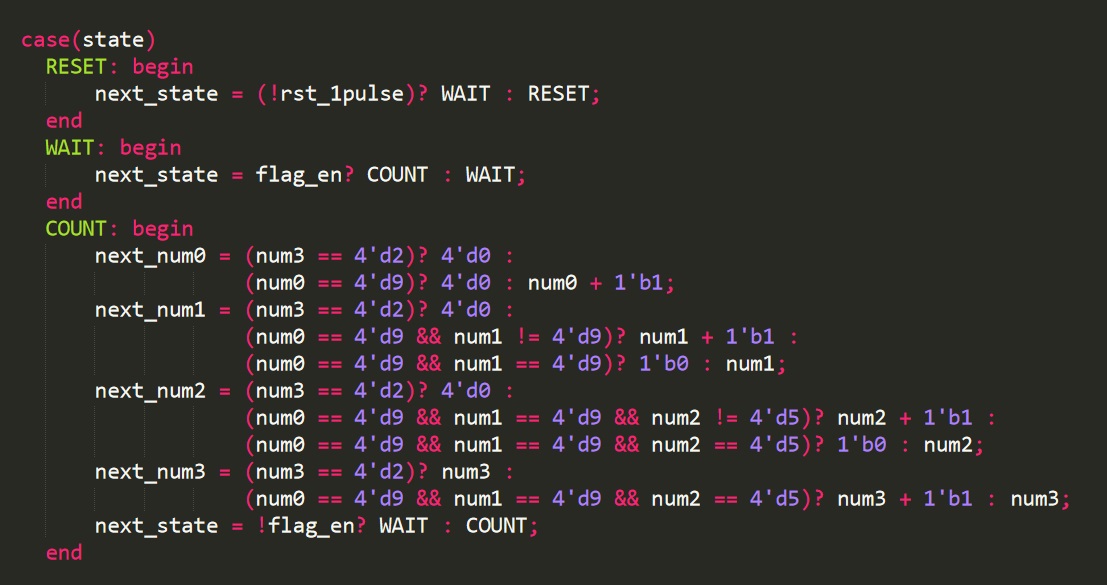 case(state)
RESET: begin
next_state = (!rst_1pulse)? WAIT : RESET;
end
WAIT: begin
next_state = flag_en? COUNT : WAIT;
end
COUNT: begin
next_num0 = (num3 == 4'd2)? 4'd0 :
(num0 == 4'd9)? 4'd0 : num0 + 1'b1;
next_num1 = (num3 == 4'd2)? 4'd0 :
(num0 == 4'd9 && num1 != 4'd9)? num1 + 1'b1 :
(num0 == 4'd9 && num1 == 4'd9)? 1'b0 : num1;
next_num2 = (num3 == 4'd2)? 4'd0 :
(num0 == 4'd9 && num1 == 4'd9 && num2 != 4'd5)? num2 + 1'b1 :
(num0 == 4'd9 && num1 == 4'd9 && num2 == 4'd5)? 1'b0 : num2;
next_num3 = (num3 == 4'd2)? num3 :
(num0 == 4'd9 && num1 == 4'd9 && num2 == 4'd5)? num3 + 1'b1 : num3;
next_state = !flag_en? WAIT : COUNT;
end